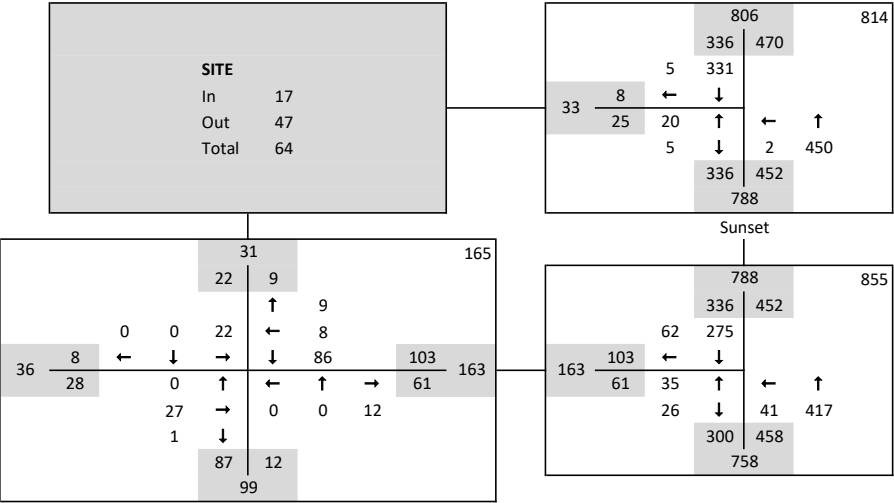 806 814
336 470
SITE 5 331
In 17 8 ← ↓
33
Out 47 25 20 ↑ ← ↑
Total 64 5 ↓ 2 450
336 452
788
Sunset
31 165 788 855
22 9 336 452
↑ 9
0 0 22 ← 8 62 275
8 ← ↓ → ↓ 86 103 103 ← ↓
36 163 163
28 0 ↑ ← ↑ → 61 61 35 ↑ ← ↑
27 → 0 0 12 26 ↓ 41 417
1 ↓ 300 458
87 12 758
99